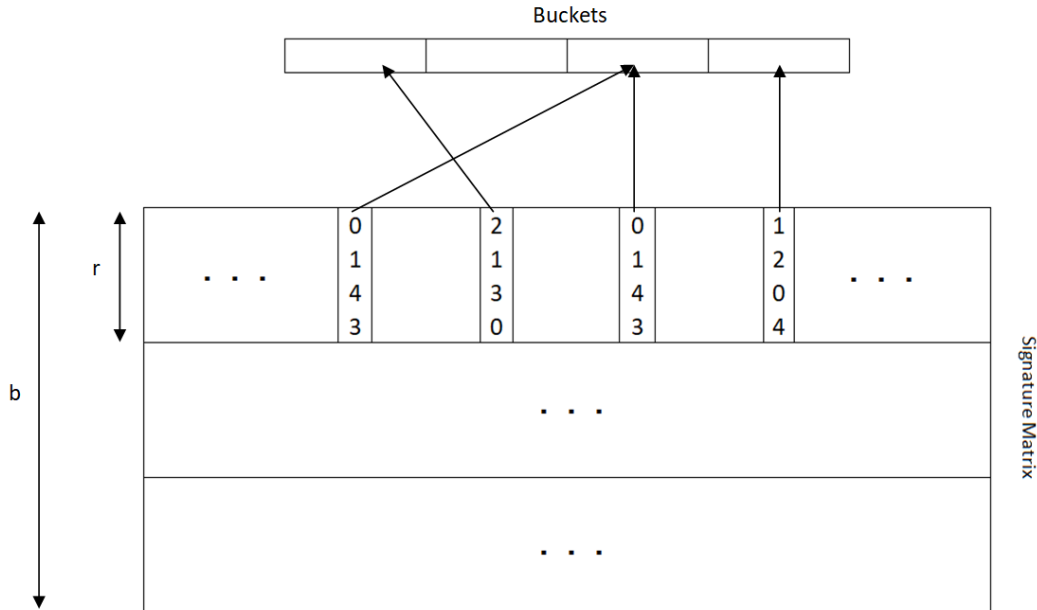 Buckets
r
b
0 2 0 1
1 1 1 2
4 3 4 0
3 0 3 4
. . .
. . .
. . .
. . .
Signature Matrix